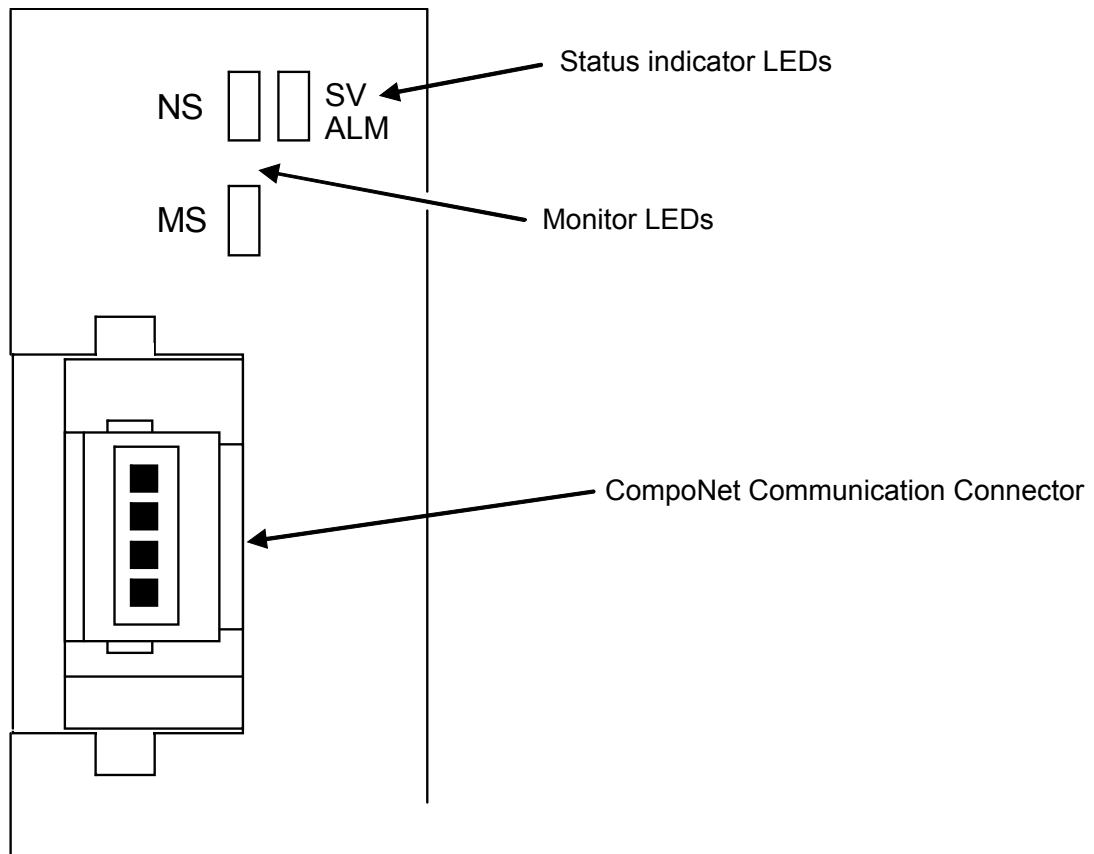 Status indicator LEDs
NS
SV
ALM
MS
Monitor LEDs
CompoNet Communication Connector